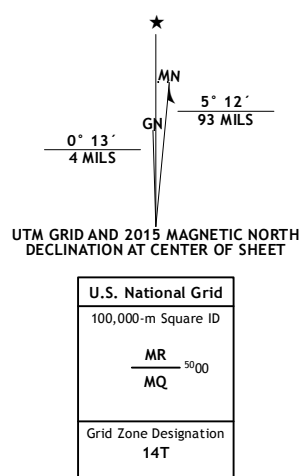 ★
MN
GN
5° 12´
93 MILS
0° 13´
4 MILS
UTM GRID AND 2015 MAGNETIC NORTH
DECLINATION AT CENTER OF SHEET
U.S. National Grid
100,000-m Square ID
MR
5000
MQ
Grid Zone Designation
14T